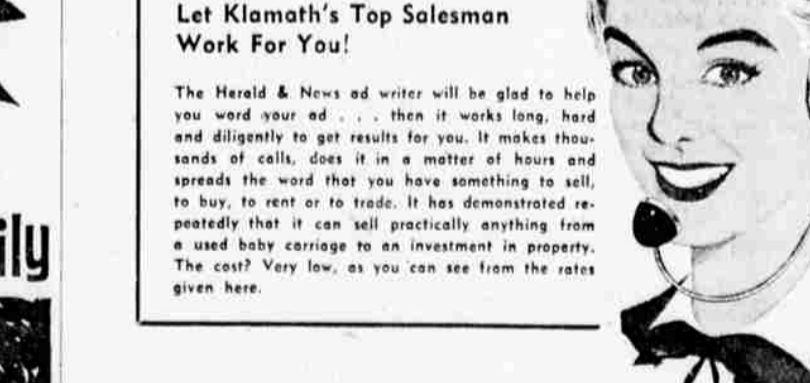 Let Klamath's Top Salesman
Work For You!
The Herald & News ad writer will be glad to help
you word your ad . . . then it works long, hard
and diligently to get results for you. It makes thou-
sands of calls, does it in a matter of hours and
spreads the word that you have something to sell,
to buy, to rent or to trade. It has demonstrated re-
peatedly that it can sell practically anything from
a used baby carriage to an investment in property.
The cost? Very low, as you can see from the rates
given here.
ily